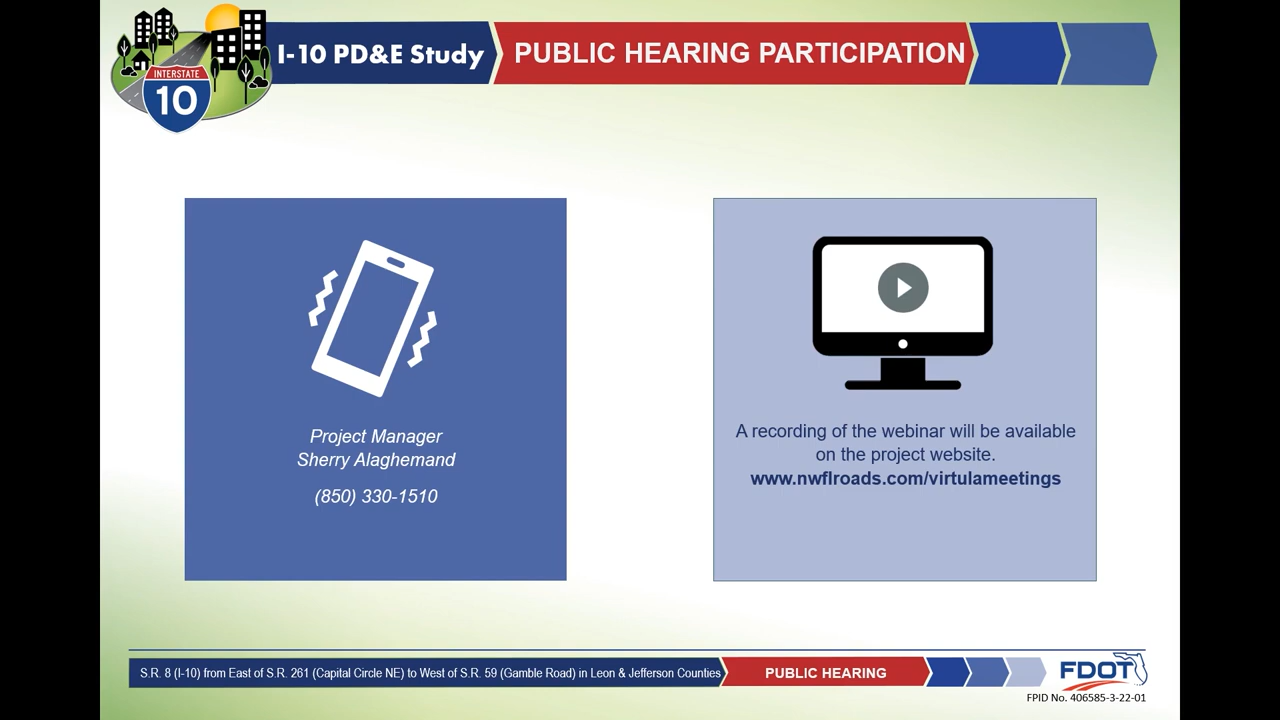 INTERSTATE
10
I-10 PD&E Study
PUBLIC HEARING PARTICIPATION
Project Manager
Sherry Alaghemand
(850) 330-1510
A recording of the webinar will be available
on the project website.
www.nwflroads.com/virtulameetings
S.R. 8 (I-10) from East of S.R. 261 (Capital Circle NE) to West of S.R. 59 (Gamble Road) in Leon & Jefferson Counties
PUBLIC HEARING
FDOT
FPID No. 406585-3-22-01